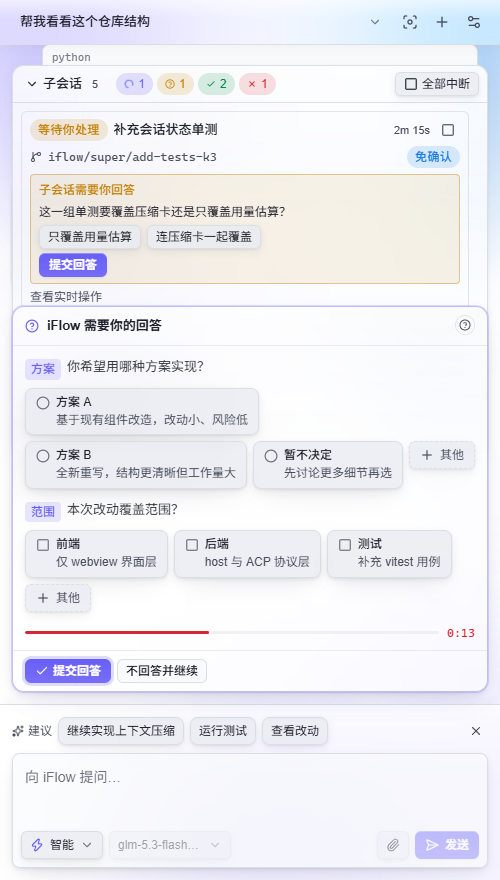 帮我看看这个仓库结构
python
子会话 5 1 1 2 1 全部中断
等待你处理 补充会话状态单测 2m 15s
iflow/super/add-tests-k3 免确认
子会话需要你回答
这一组单测要覆盖压缩卡还是只覆盖用量估算?
只覆盖用量估算 连压缩卡一起覆盖
提交回答
查看实时操作
iFlow 需要你的回答
方案 你希望用哪种方案实现?
方案 A
基于现有组件改造，改动小、风险低
方案 B 暂不决定 其他
全新重写，结构更清晰但工作量大 先讨论更多细节再选
范围 本次改动覆盖范围?
前端 后端 测试
仅 webview 界面层 host 与 ACP 协议层 补充 vitest 用例
其他
0:13
提交回答 不回答并继续
建议 继续实现上下文压缩 运行测试 查看改动
向 iFlow 提问…
智能 glm-5.3-flash… 发送